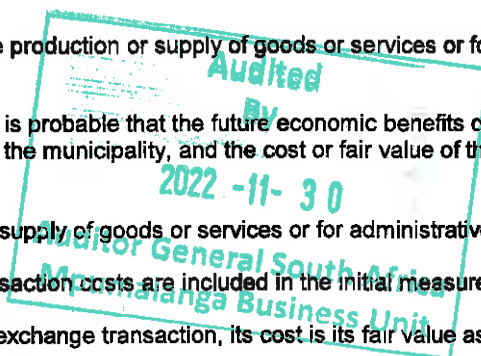 e production or supply of goods or services or fo
Audited
By
is probable that the future economic benefits
the municipality, and the cost or fair value of th
2022 -11- 30
supply of goods or services or for administrative
Auditor General South Africa
saction costs are included in the initial measure
Mpumalanga Business Unit
exchange transaction, its cost is its fair value as